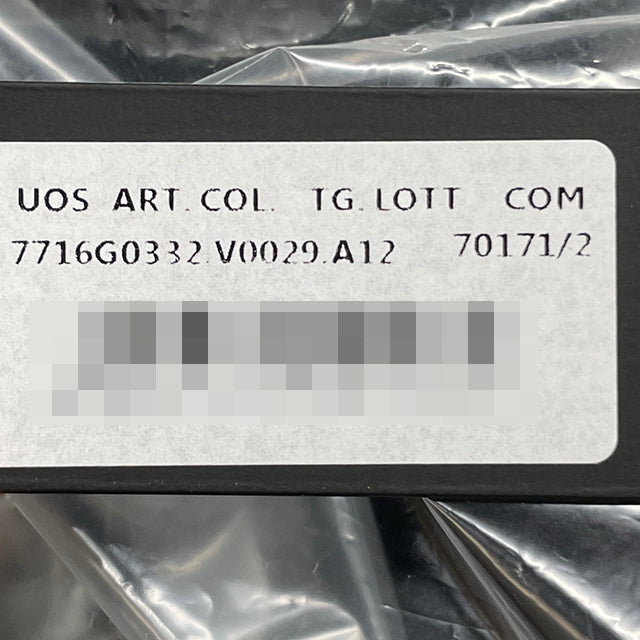 UOS ART. COL. TG. LOTT COM
7716G0332.V0029.A12 70171/2